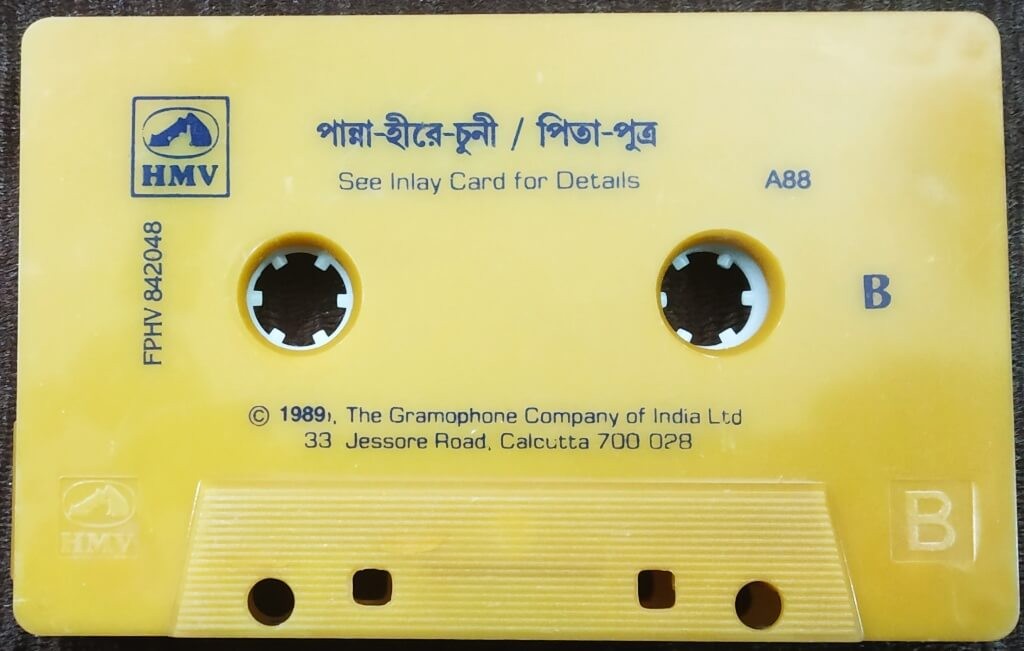 পান্না-হীরে-চুনী / পিতা-পুত্র
HMV
See Inlay Card for Details
A88
FPHV 842048
B
© 1989, The Gramophone Company of India Ltd
33 Jessore Road, Calcutta 700 028
HMV
B